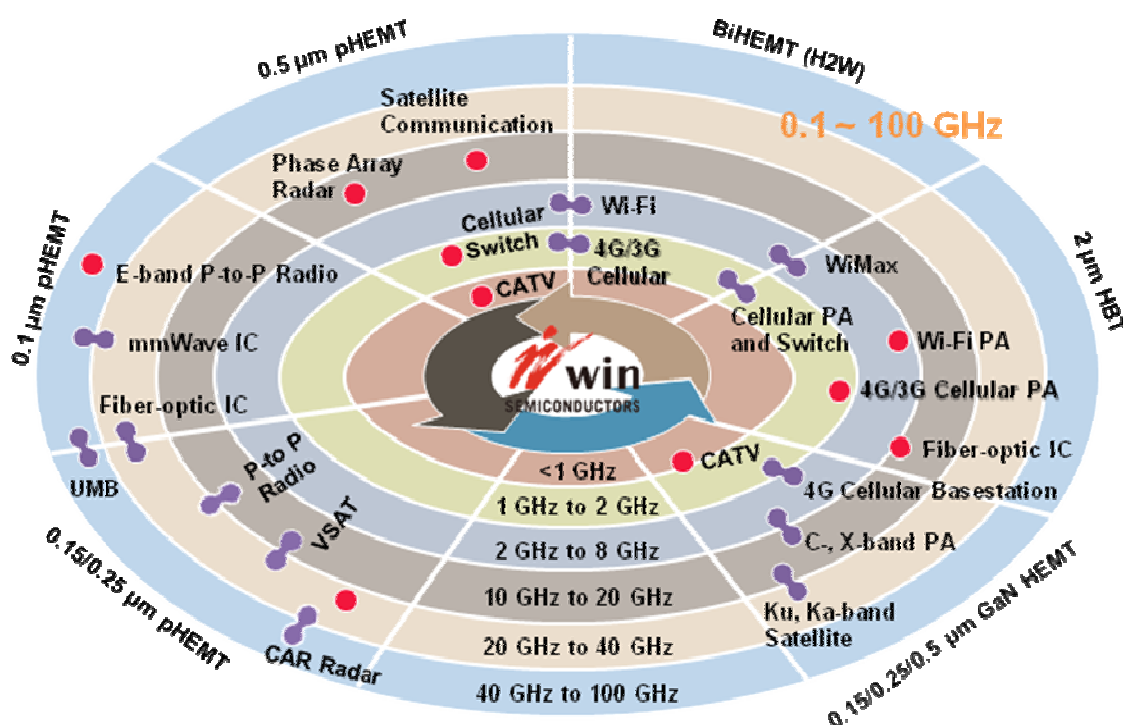 0.5 µm pHEMT
BiHEMT (H2W)
Satellite
Communication
0.1 ~ 100 GHz
Phase Array
Radar
Cellular
Switch
Wi-Fi
4G/3G
Cellular
WiMax
2 µm HBT
0.1 µm pHEMT
E-band P-to-P Radio
CATV
Cellular PA
and Switch
mmWave IC
Wi-Fi PA
win
SEMICONDUCTORS
4G/3G Cellular PA
Fiber-optic IC
Fiber-optic IC
CATV
P-to P
Radio
<1 GHz
UMB
4G Cellular Basestation
1 GHz to 2 GHz
VSAT
C-, X-band PA
2 GHz to 8 GHz
10 GHz to 20 GHz
Ku, Ka-band
Satellite
0.15/0.25 µm pHEMT
20 GHz to 40 GHz
CAR Radar
40 GHz to 100 GHz
0.15/0.25/0.5 µm GaN HEMT